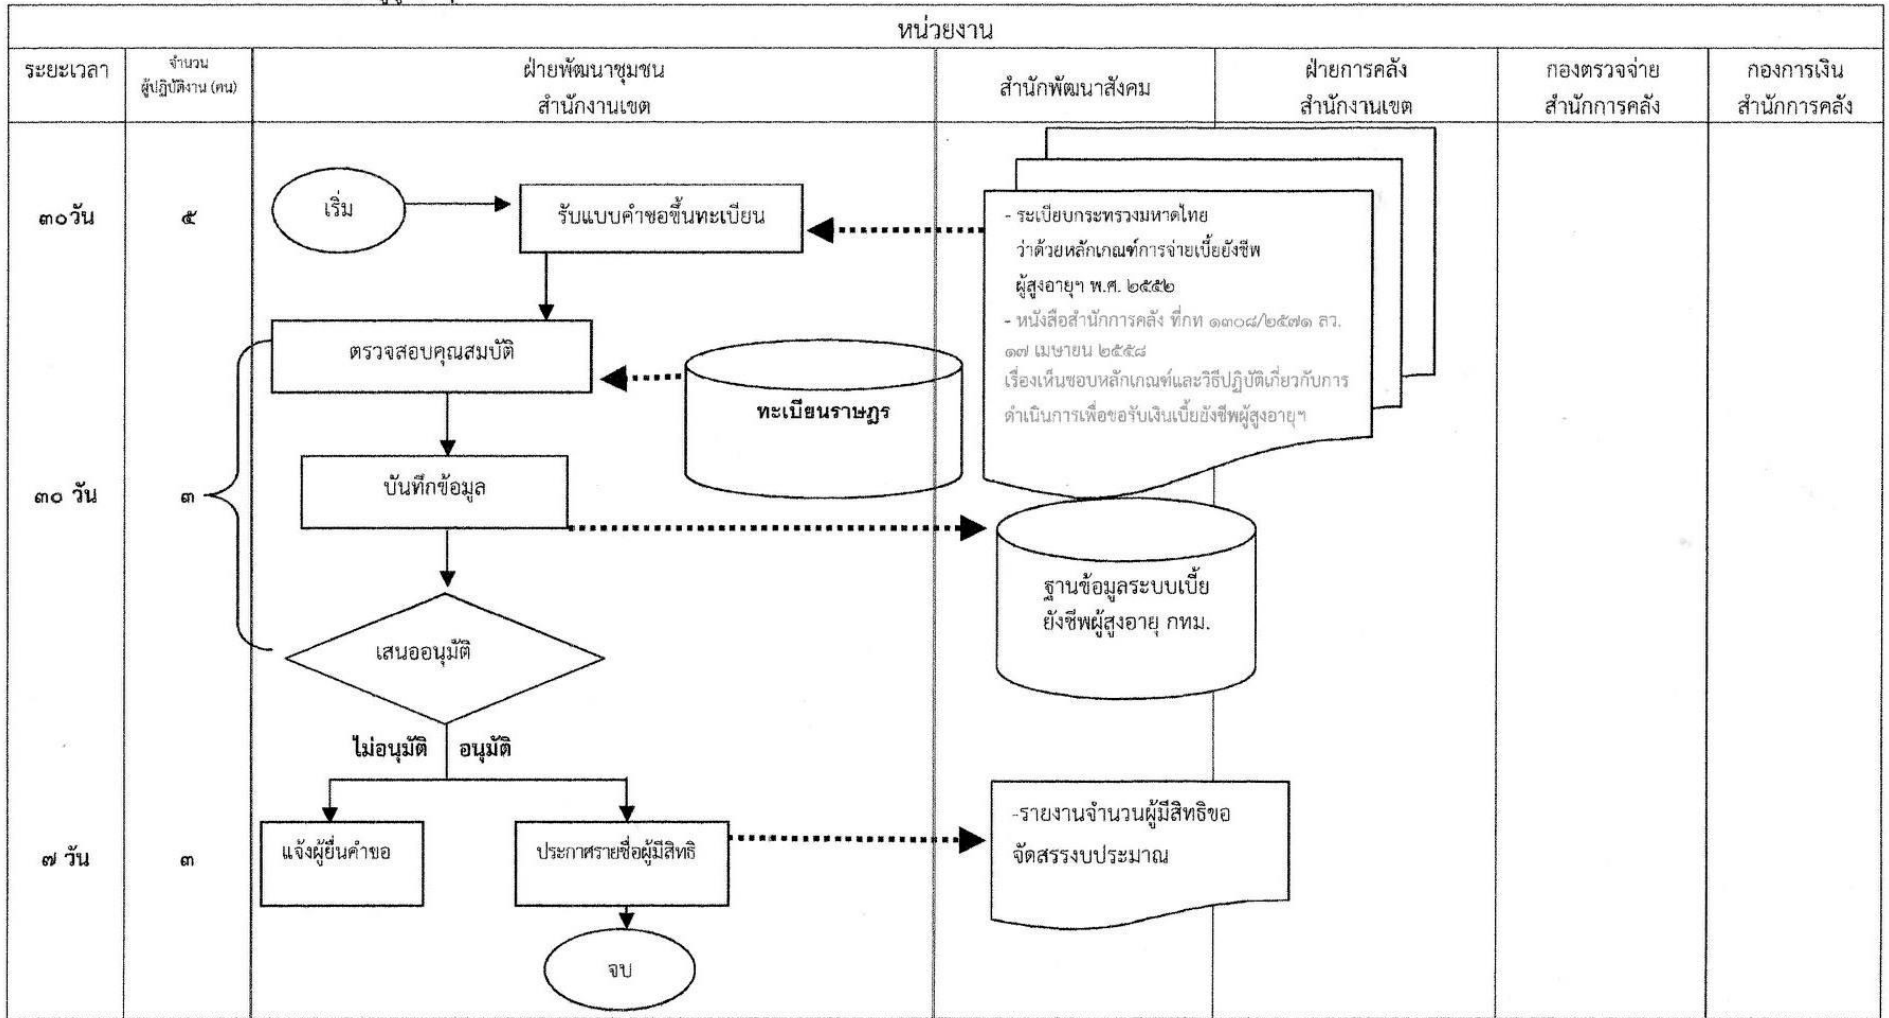 หน่วยงาน
ระยะเวลา
จำนวน
ผู้ปฏิบัติงาน (คน)
ฝ่ายพัฒนาชุมชน
สำนักงานเขต
สำนักพัฒนาสังคม
ฝ่ายการคลัง
สำนักงานเขต
กองตรวจจ่าย
สำนักการคลัง
กองการเงิน
สำนักการคลัง
๓๐วัน
๕
เริ่ม
รับแบบคำขอขึ้นทะเบียน
- ระเบียบกระทรวงมหาดไทย
ว่าด้วยหลักเกณฑ์การจ่ายเบี้ยยังชีพ
ผู้สูงอายุฯ พ.ศ. ๒๕๕๒
- หนังสือสำนักการคลัง ที่กท ๑๓๐๘/๒๕๗๑ ลว.
๑๗ เมษายน ๒๕๕๘
เรื่องเห็นชอบหลักเกณฑ์และวิธีปฏิบัติเกี่ยวกับการ
ดำเนินการเพื่อขอรับเงินเบี้ยยังชีพผู้สูงอายุฯ
ตรวจสอบคุณสมบัติ
ทะเบียนราษฎร
๓๐ วัน
๓
บันทึกข้อมูล
ฐานข้อมูลระบบเบี้ย
ยังชีพผู้สูงอายุ กทม.
เสนออนุมัติ
ไม่อนุมัติ
อนุมัติ
๗ วัน
๓
แจ้งผู้ยื่นคำขอ
ประกาศรายชื่อผู้มีสิทธิ
-รายงานจำนวนผู้มีสิทธิขอ
จัดสรรงบประมาณ
จบ